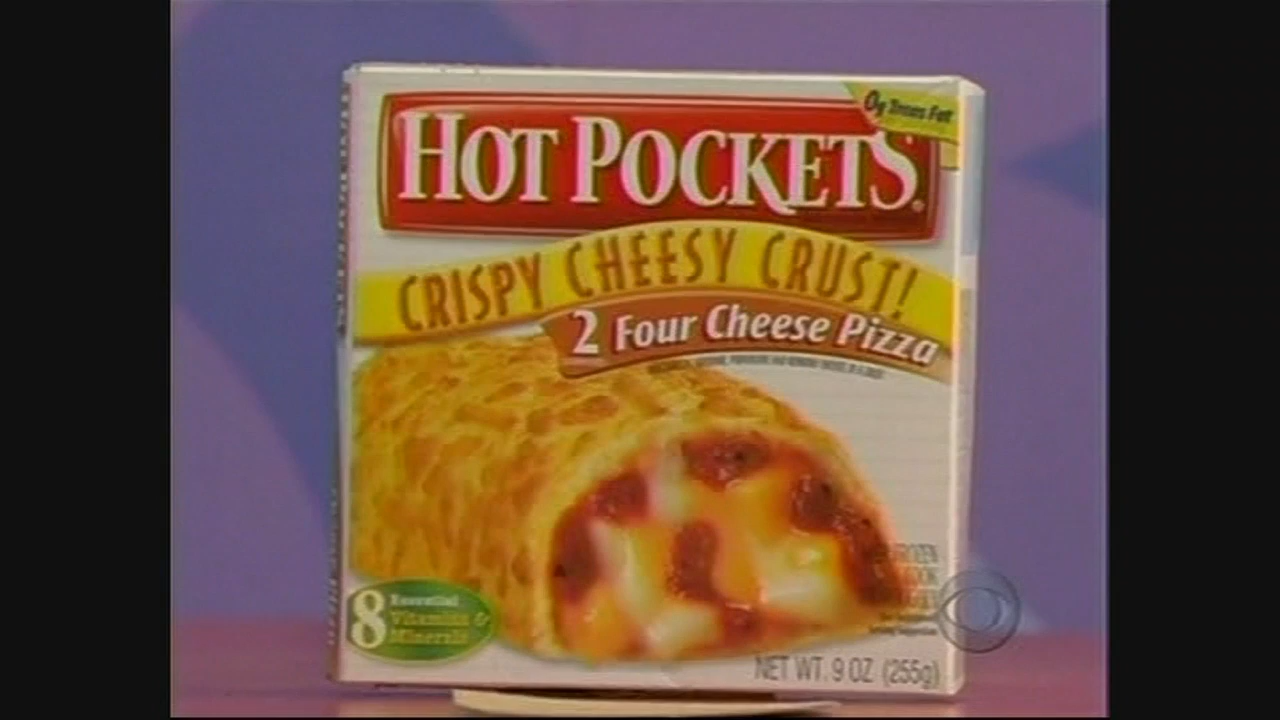 0g Trans Fat
HOT POCKETS®
CRISPY CHEESY CRUST!
2 Four Cheese Pizza
8 Essential
Vitamins &
Minerals
NET WT. 9 OZ (255g)